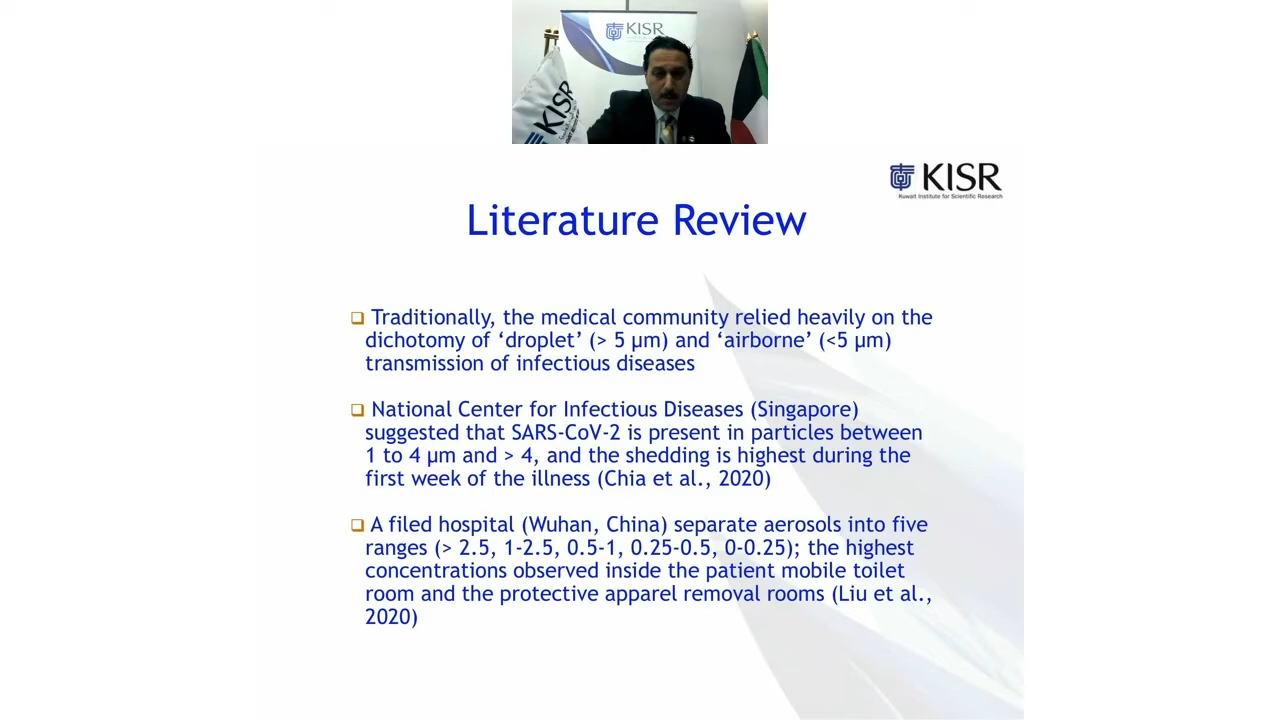 KISR
KISR
KISR
Kuwait Institute for Scientific Research
Literature Review
Traditionally, the medical community relied heavily on the
dichotomy of ‘droplet’ (> 5 µm) and ‘airborne’ (<5 µm)
transmission of infectious diseases
National Center for Infectious Diseases (Singapore)
suggested that SARS-CoV-2 is present in particles between
1 to 4 µm and > 4, and the shedding is highest during the
first week of the illness (Chia et al., 2020)
A filed hospital (Wuhan, China) separate aerosols into five
ranges (> 2.5, 1-2.5, 0.5-1, 0.25-0.5, 0-0.25); the highest
concentrations observed inside the patient mobile toilet
room and the protective apparel removal rooms (Liu et al.,
2020)